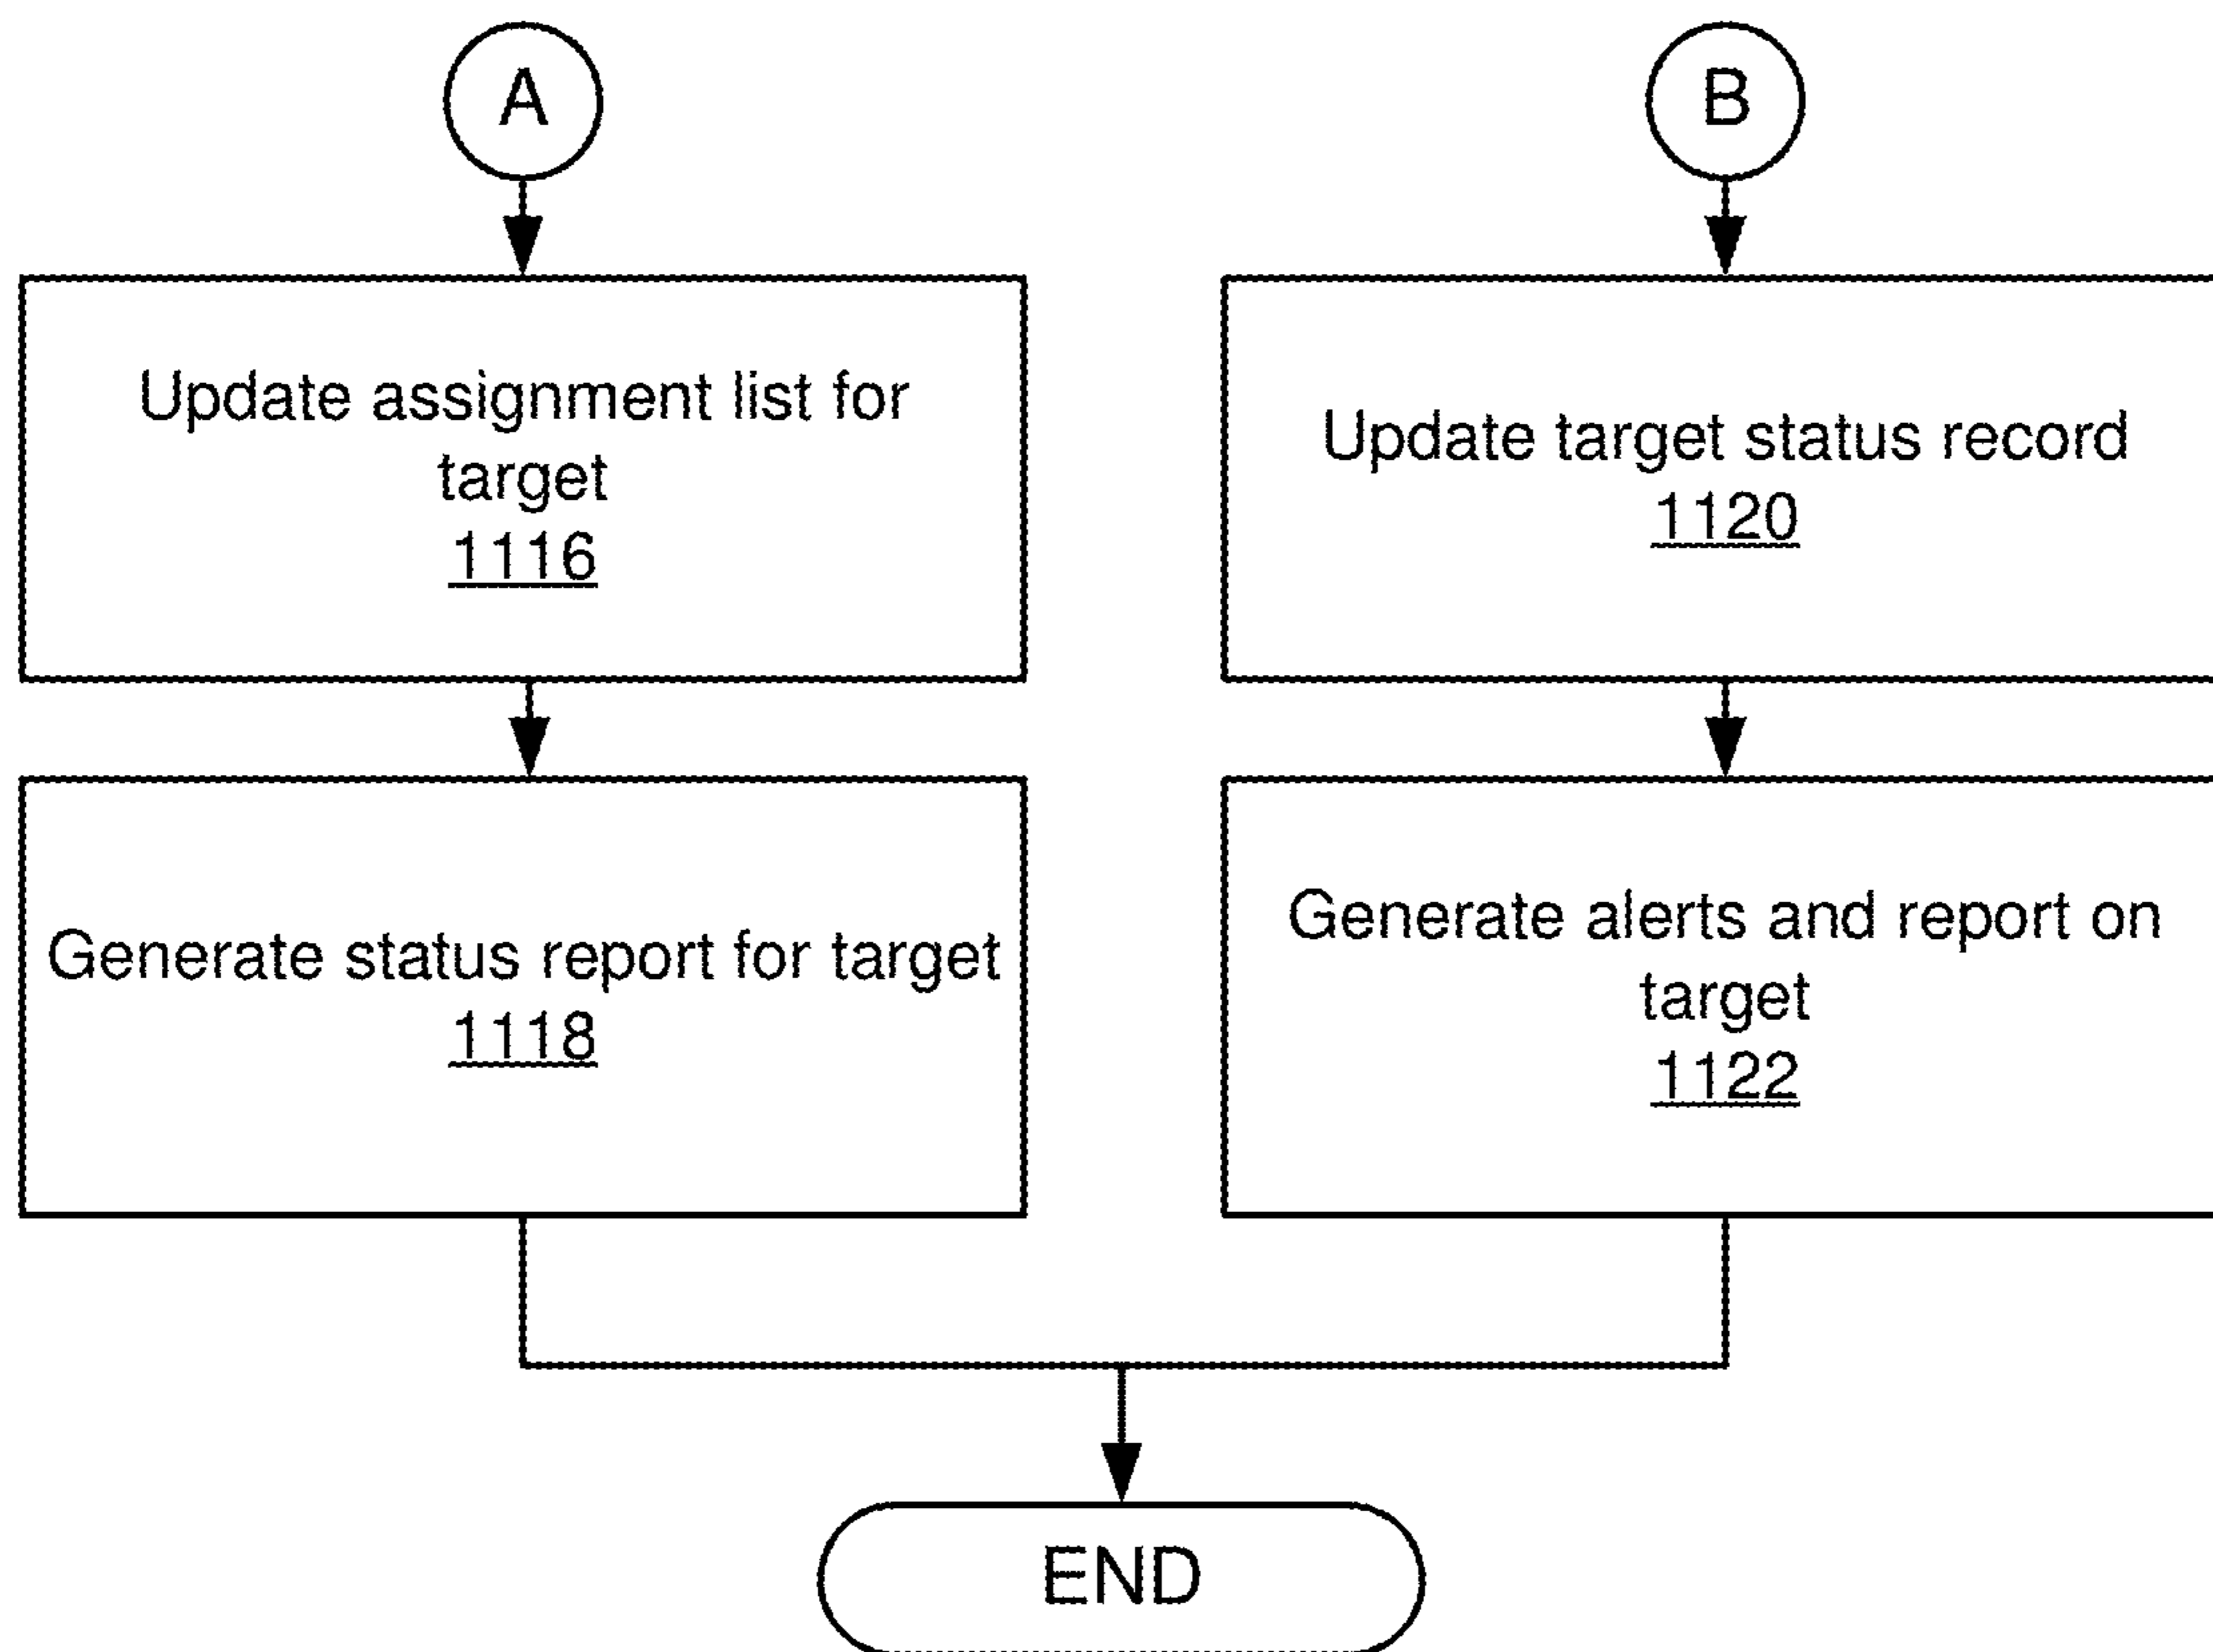 A
B
Update assignment list for
target
1116
Update target status record
1120
Generate status report for target
1118
Generate alerts and report on
target
1122
END